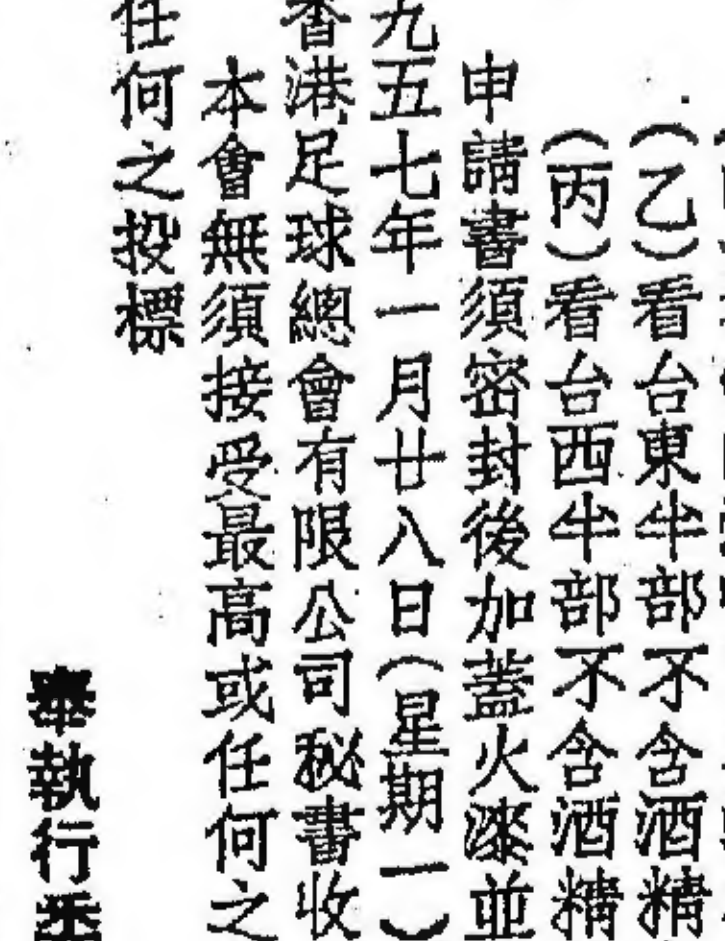 （乙）看台東半部不含酒精
（丙）看台西半部不含酒精
申請書須密封後加蓋火漆並
九五七年一月廿八日（星期一）
香港足球總會有限公司秘書收
本會無須接受最高或任何之
任何之投標
執行委